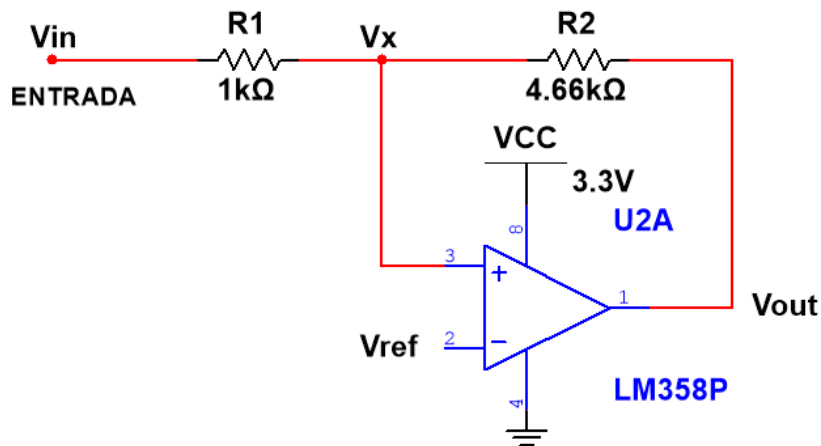 Vin
R1
Vx
R2
ENTRADA
1kΩ
4.66kΩ
VCC
3.3V
U2A
8
3
+
1
Vout
Vref
2
−
LM358P
4